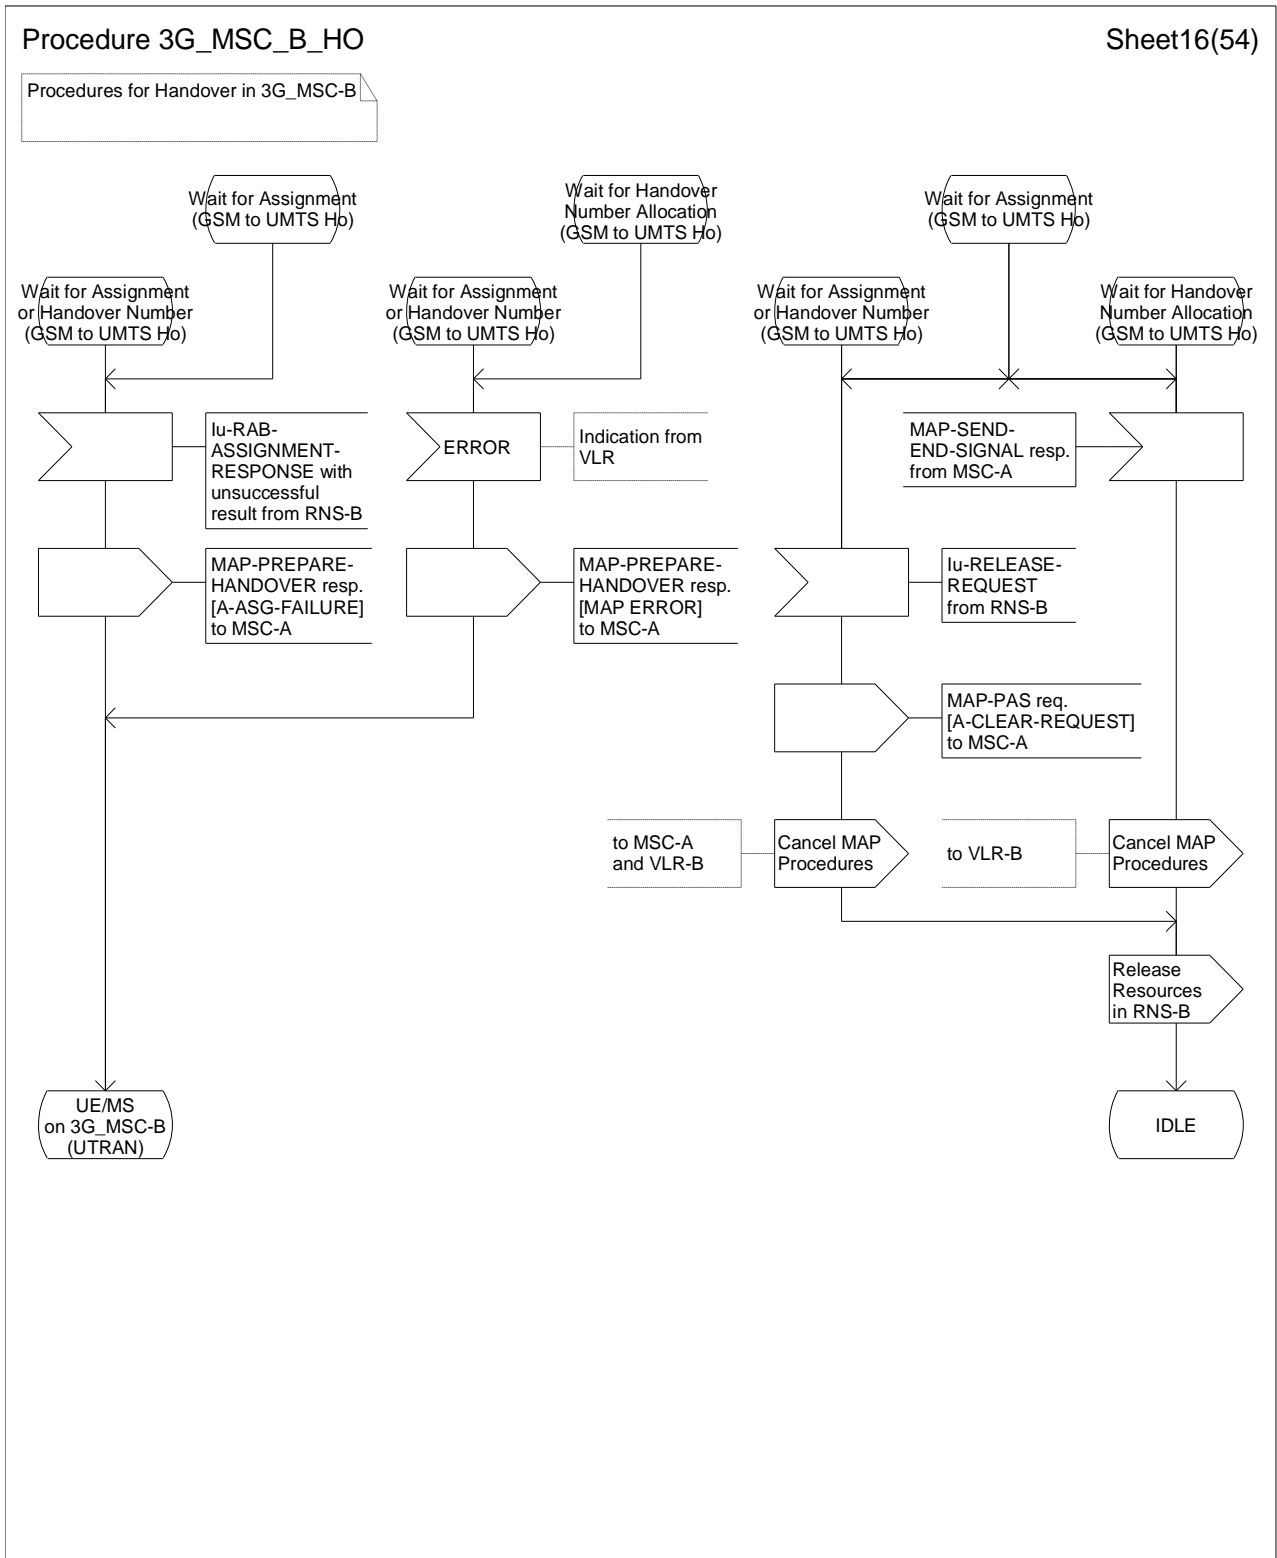 Procedure 3G_MSC_B_HO
Sheet16(54)
Procedures for Handover in 3G_MSC-B
Wait for Assignment
(GSM to UMTS Ho)
Wait for Handover
Number Allocation
(GSM to UMTS Ho)
Wait for Assignment
(GSM to UMTS Ho)
Wait for Assignment
or Handover Number
(GSM to UMTS Ho)
Wait for Assignment
or Handover Number
(GSM to UMTS Ho)
Wait for Assignment
or Handover Number
(GSM to UMTS Ho)
Wait for Handover
Number Allocation
(GSM to UMTS Ho)
Iu-RAB-
ASSIGNMENT-
RESPONSE with
unsuccessful
result from RNS-B
ERROR
Indication from
VLR
MAP-SEND-
END-SIGNAL resp.
from MSC-A
MAP-PREPARE-
HANDOVER resp.
[A-ASG-FAILURE]
to MSC-A
MAP-PREPARE-
HANDOVER resp.
[MAP ERROR]
to MSC-A
Iu-RELEASE-
REQUEST
from RNS-B
MAP-PAS req.
[A-CLEAR-REQUEST]
to MSC-A
to MSC-A
and VLR-B
Cancel MAP
Procedures
to VLR-B
Cancel MAP
Procedures
Release
Resources
in RNS-B
UE/MS
on 3G_MSC-B
(UTRAN)
IDLE